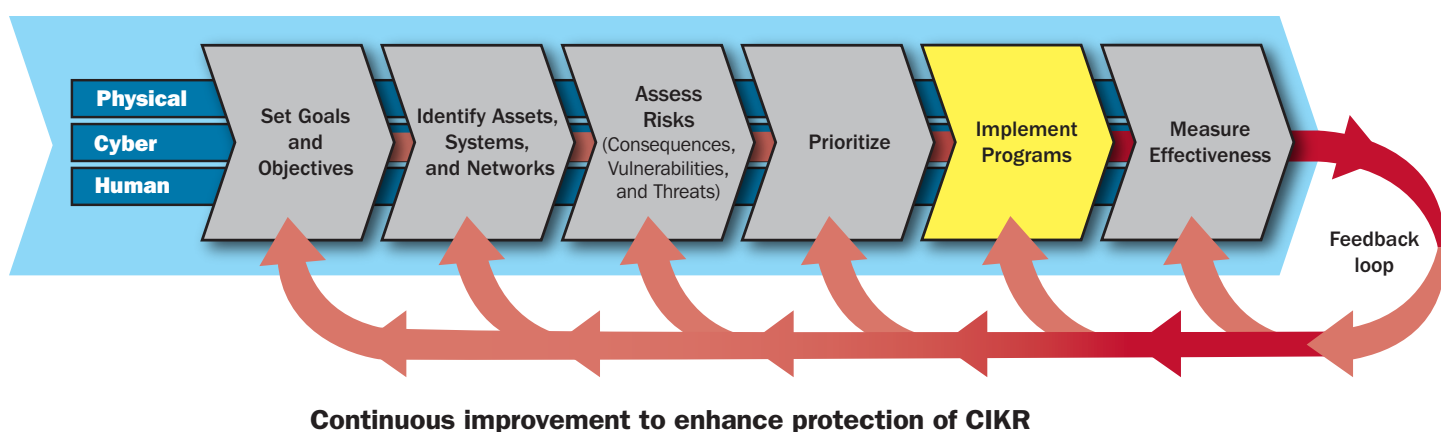 Physical
Cyber
Human
Set Goals
and
Objectives
Identify Assets,
Systems,
and Networks
Assess
Risks
(Consequences,
Vulnerabilities,
and Threats)
Prioritize
Implement
Programs
Measure
Effectiveness
Feedback
loop
Continuous improvement to enhance protection of CIKR